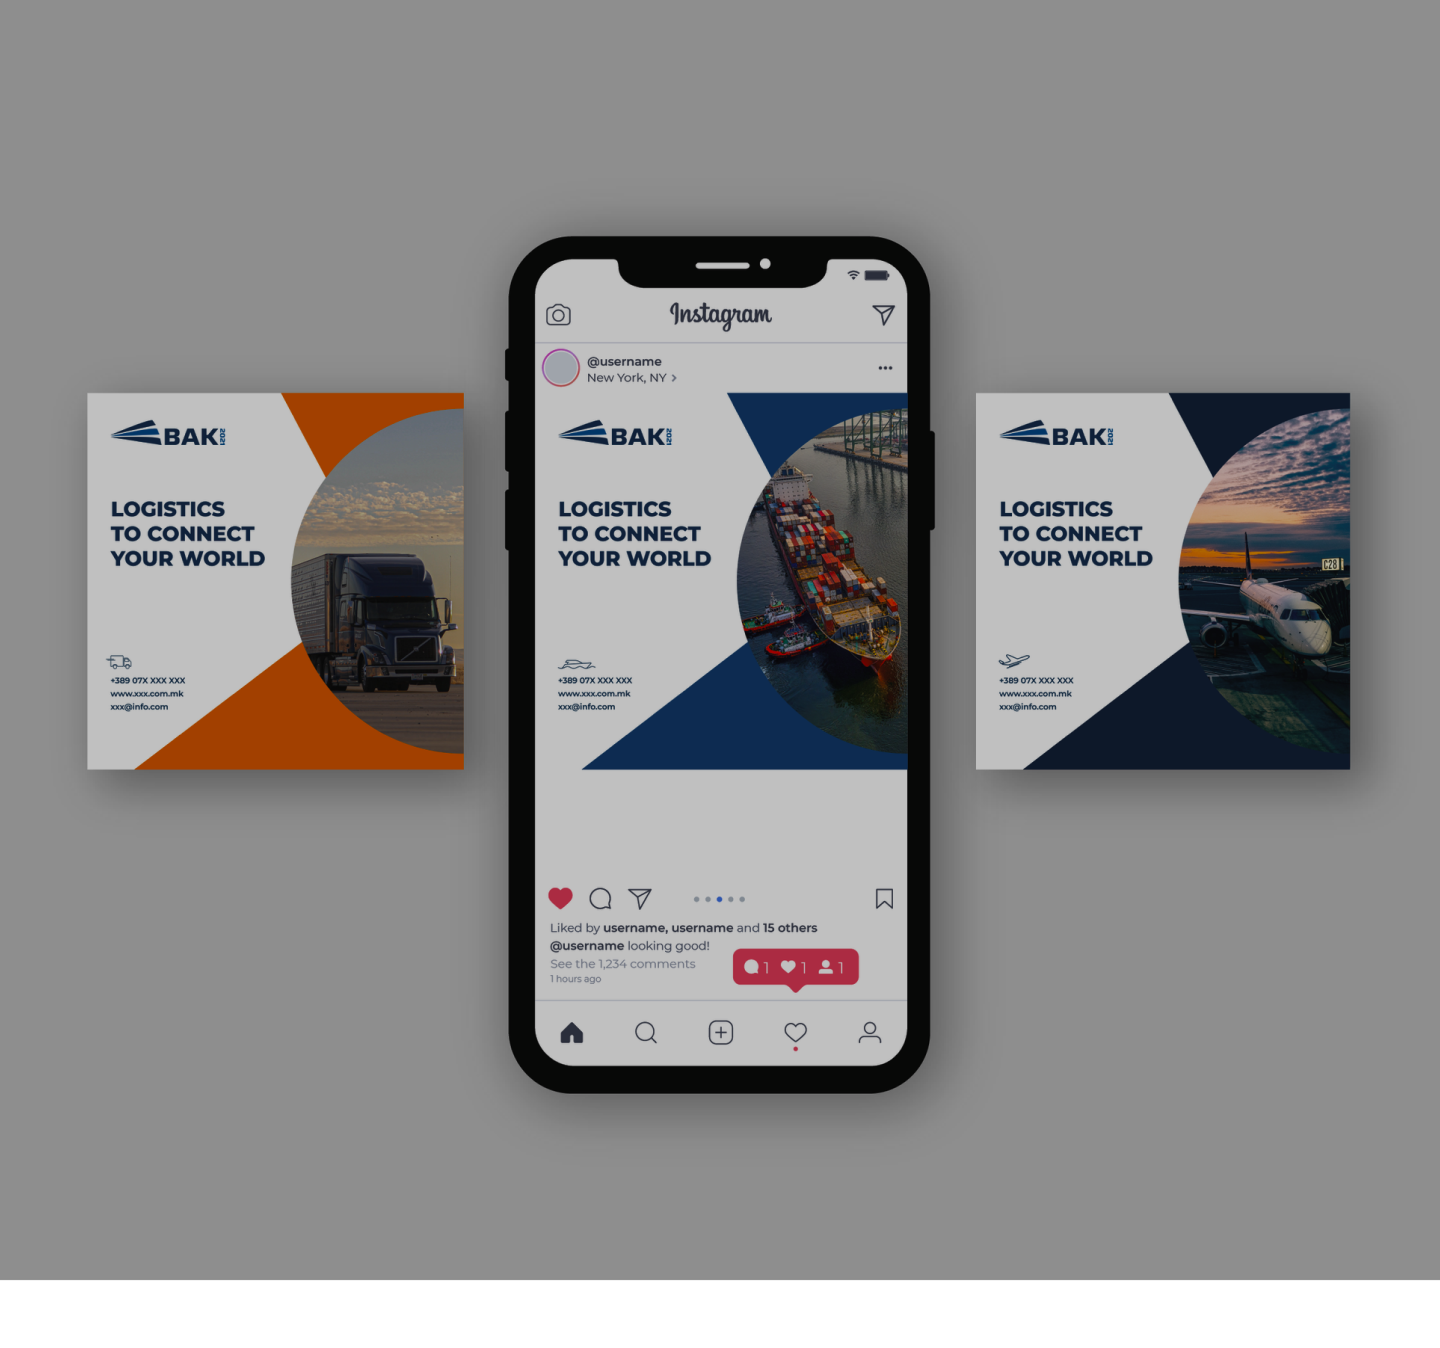 BAK 2021
LOGISTICS
TO CONNECT
YOUR WORLD
+389 07X XXX XXX
www.xxx.com.mk
xxx@info.com
Instagram
@username
New York, NY >
BAK 2021
LOGISTICS
TO CONNECT
YOUR WORLD
+389 07X XXX XXX
www.xxx.com.mk
xxx@info.com
Liked by username, username and 15 others
@username looking good!
See the 1,234 comments
1 hours ago
1 1 1
BAK 2021
LOGISTICS
TO CONNECT
YOUR WORLD
C28
+389 07X XXX XXX
www.xxx.com.mk
xxx@info.com